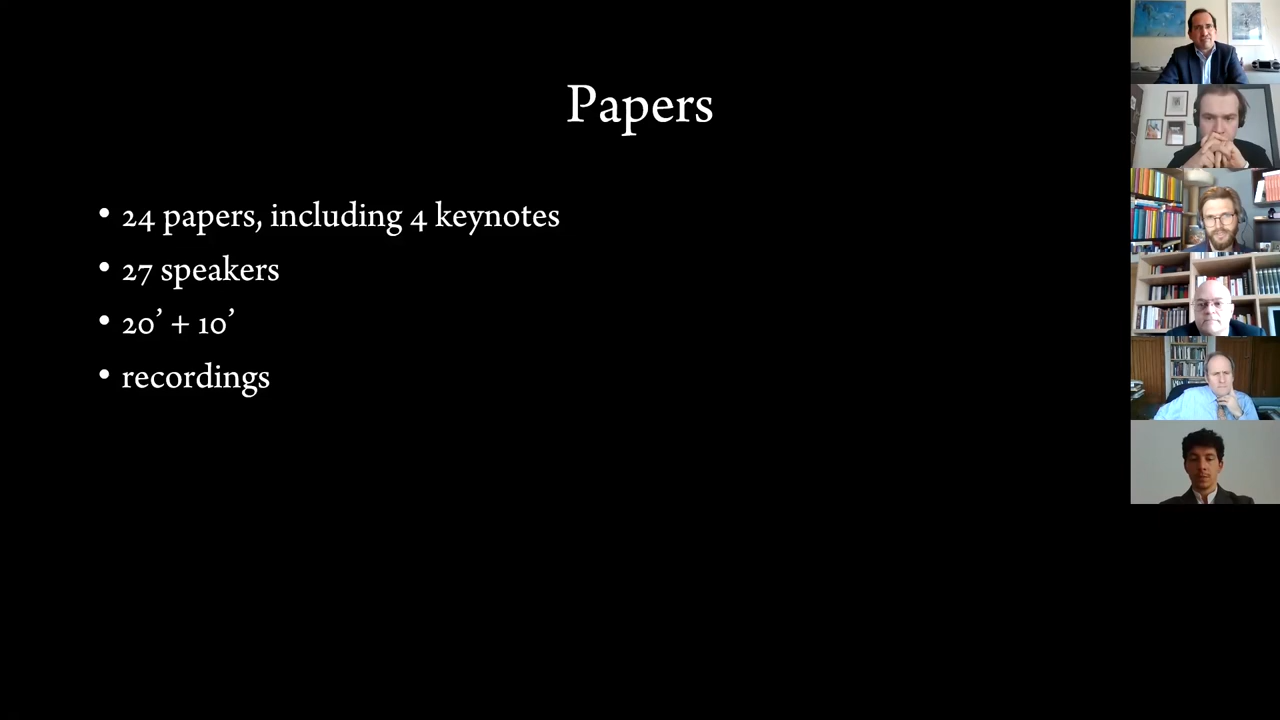 Papers
• 24 papers, including 4 keynotes
• 27 speakers
• 20’ + 10’
• recordings